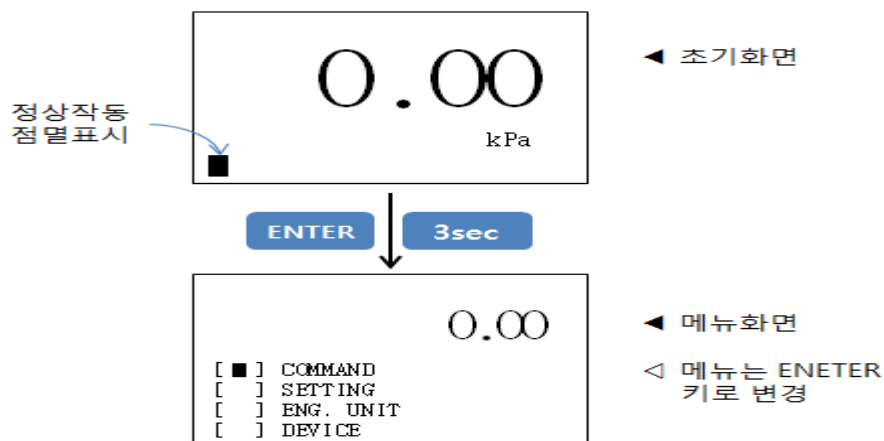 0.00
◀ 초기화면
정상작동
점멸표시
kPa
ENTER 3sec
0.00
◀ 메뉴화면
[■] COMMAND
[ ] SETTING
[ ] ENG. UNIT
[ ] DEVICE
◁ 메뉴는 ENETER
키로 변경